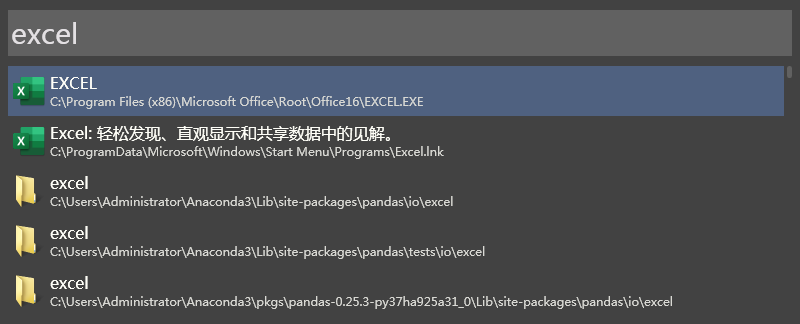 excel
EXCEL
C:\Program Files (x86)\Microsoft Office\Root\Office16\EXCEL.EXE
Excel: 轻松发现、直观显示和共享数据中的见解。
C:\ProgramData\Microsoft\Windows\Start Menu\Programs\Excel.lnk
excel
C:\Users\Administrator\Anaconda3\Lib\site-packages\pandas\io\excel
excel
C:\Users\Administrator\Anaconda3\Lib\site-packages\pandas\tests\io\excel
excel
C:\Users\Administrator\Anaconda3\pkgs\pandas-0.25.3-py37ha925a31_0\Lib\site-packages\pandas\io\excel